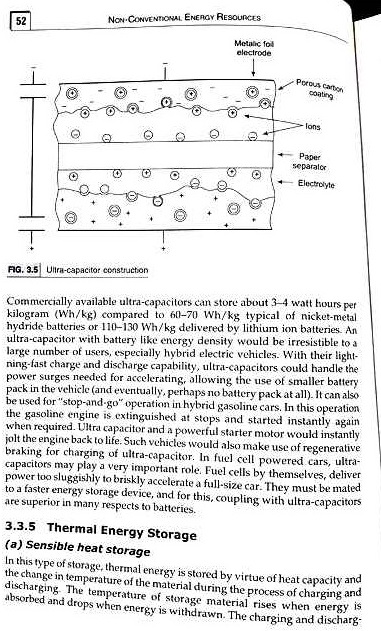 52
NON-CONVENTIONAL ENERGY RESOURCES
Metalic foil
electrode
Porous carbon
coating
Ions
Paper
separator
Electrolyte
FIG. 3.5 Ultra-capacitor construction
Commercially available ultra-capacitors can store about 3–4 watt hours per
kilogram (Wh/kg) compared to 60–70 Wh/kg typical of nicket-metal
hydride batteries or 110–130 Wh/kg delivered by lithium ion batteries. An
ultra-capacitor with battery like energy density would be irresistible to a
large number of users, especially hybrid electric vehicles. With their light-
ning-fast charge and discharge capability, ultra-capacitors could handle the
power surges needed for accelerating, allowing the use of smaller battery
pack in the vehicle (and eventually, perhaps no battery pack at all). It can also
be used for "stop-and-go" operation in hybrid gasoline cars. In this operation
the gasoline engine is extinguished at stops and started instantly again
when required. Ultra capacitor and a powerful starter motor would instantly
jolt the engine back to life. Such vehicles would also make use of regenerative
braking for charging of ultra-capacitor. In fuel cell powered cars, ultra-
capacitors may play a very important role. Fuel cells by themselves, deliver
power too sluggishly to briskly accelerate a full-size car. They must be mated
to a faster energy storage device, and for this, coupling with ultra-capacitors
are superior in many respects to batteries.
3.3.5 Thermal Energy Storage
(a) Sensible heat storage
In this type of storage, thermal energy is stored by virtue of heat capacity and
the change in temperature of the material during the process of charging and
discharging. The temperature of storage material rises when energy is
absorbed and drops when energy is withdrawn. The charging and discharg-